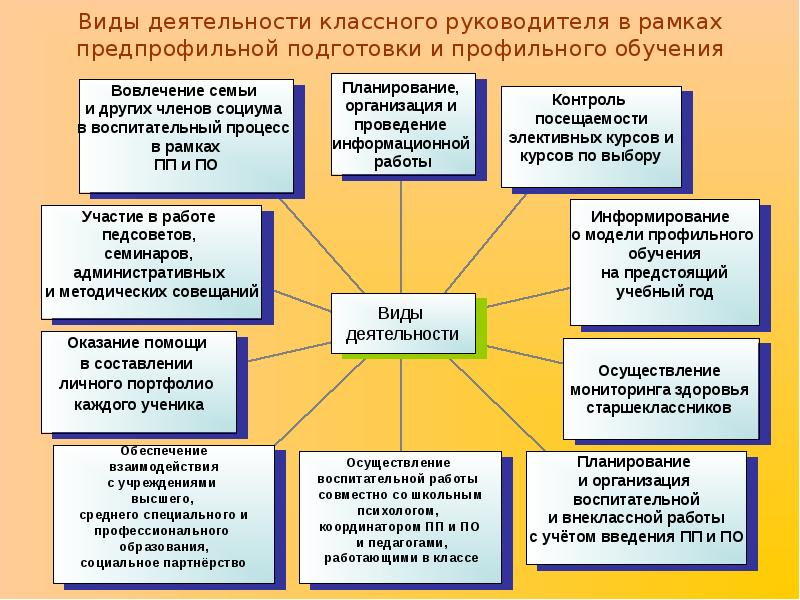 Виды деятельности классного руководителя в рамках
предпрофильной подготовки и профильного обучения
Вовлечение семьи
и других членов социума
в воспитательный процесс
в рамках
ПП и ПО
Планирование,
организация и
проведение
информационной
работы
Контроль
посещаемости
элективных курсов и
курсов по выбору
Участие в работе
педсоветов,
семинаров,
административных
и методических совещаний
Информирование
о модели профильного
обучения
на предстоящий
учебный год
Виды
деятельности
Оказание помощи
в составлении
личного портфолио
каждого ученика
Осуществление
мониторинга здоровья
старшеклассников
Обеспечение
взаимодействия
с учреждениями
высшего,
среднего специального и
профессионального
образования,
социальное партнёрство
Осуществление
воспитательной работы
совместно со школьным
психологом,
координатором ПП и ПО
и педагогами,
работающими в классе
Планирование
и организация
воспитательной
и внеклассной работы
с учётом введения ПП и ПО